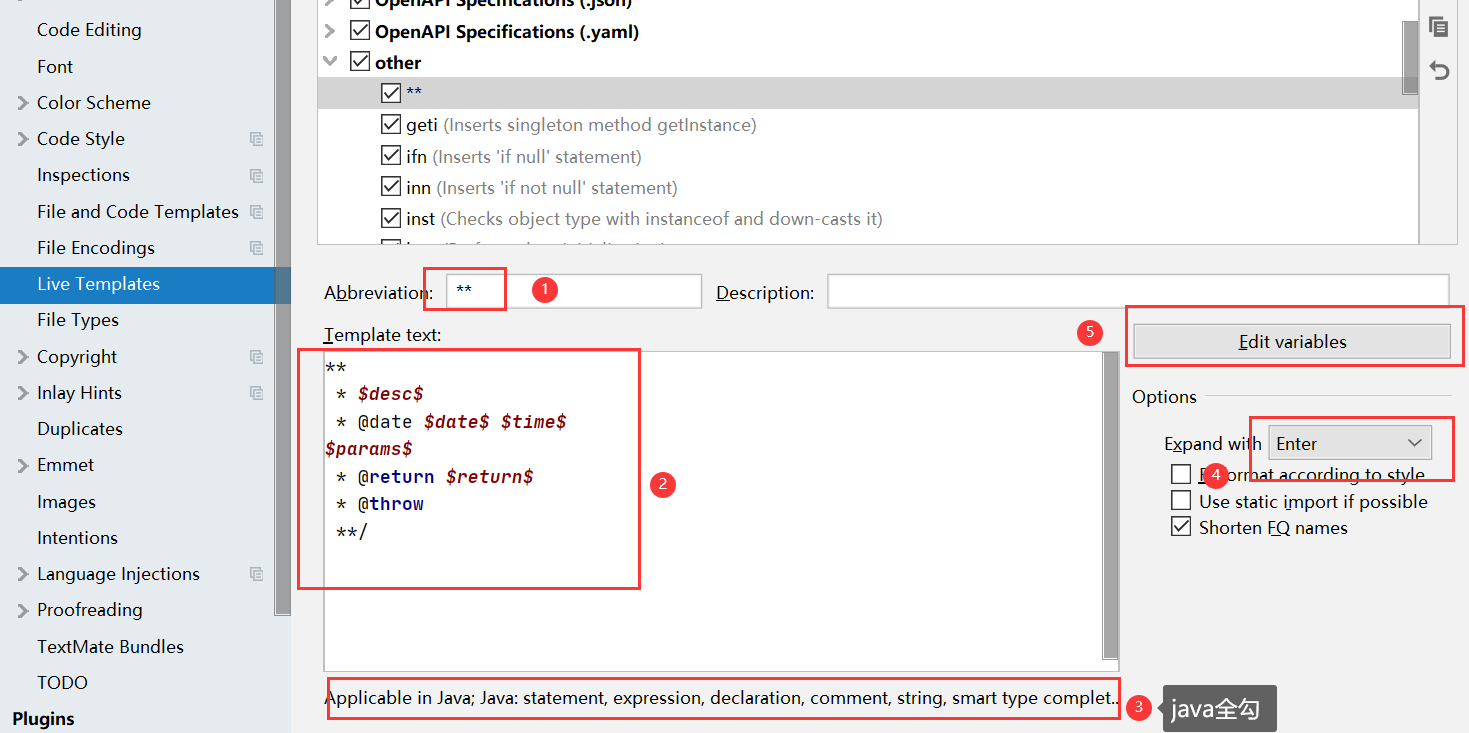 Code Editing
Font
Color Scheme
Code Style
Inspections
File and Code Templates
File Encodings
Live Templates
File Types
Copyright
Inlay Hints
Duplicates
Emmet
Images
Intentions
Language Injections
Proofreading
TextMate Bundles
TODO
Plugins
OpenAPI Specifications (.json)
OpenAPI Specifications (.yaml)
other
**
geti (Inserts singleton method getInstance)
ifn (Inserts 'if null' statement)
inn (Inserts 'if not null' statement)
inst (Checks object type with instanceof and down-casts it)
Abbreviation: ** 1 Description:
Template text:
**
* $desc$
* @date $date$ $time$
$params$
* @return $return$
* @throw
**/
2
5 Edit variables
Options
Expand with Enter
4 according to style
Use static import if possible
Shorten FQ names
Applicable in Java; Java: statement, expression, declaration, comment, string, smart type complet..
3 java全勾